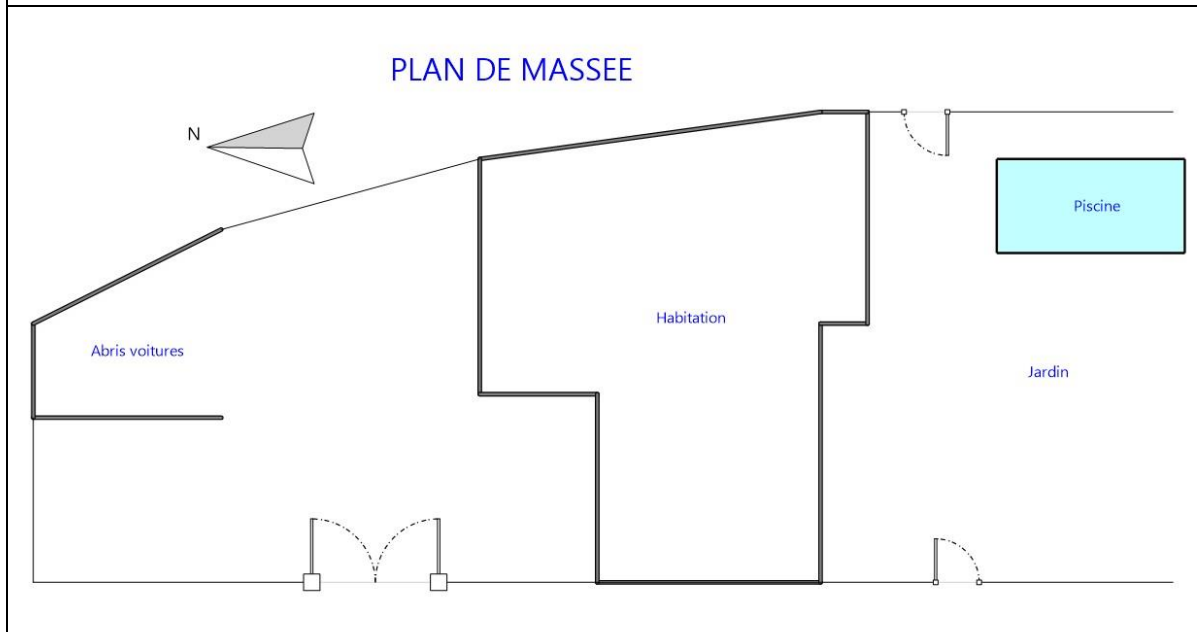 PLAN DE MASSEE
N
Piscine
Habitation
Abris voitures
Jardin